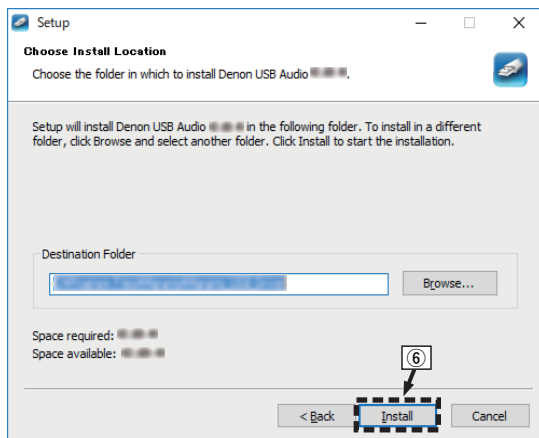 Setup
Choose Install Location
Choose the folder in which to install Denon USB Audio .
Setup will install Denon USB Audio in the following folder. To install in a different
folder, click Browse and select another folder. Click Install to start the installation.
Destination Folder
Browse...
Space required:
Space available:
⑥
< Back Install Cancel